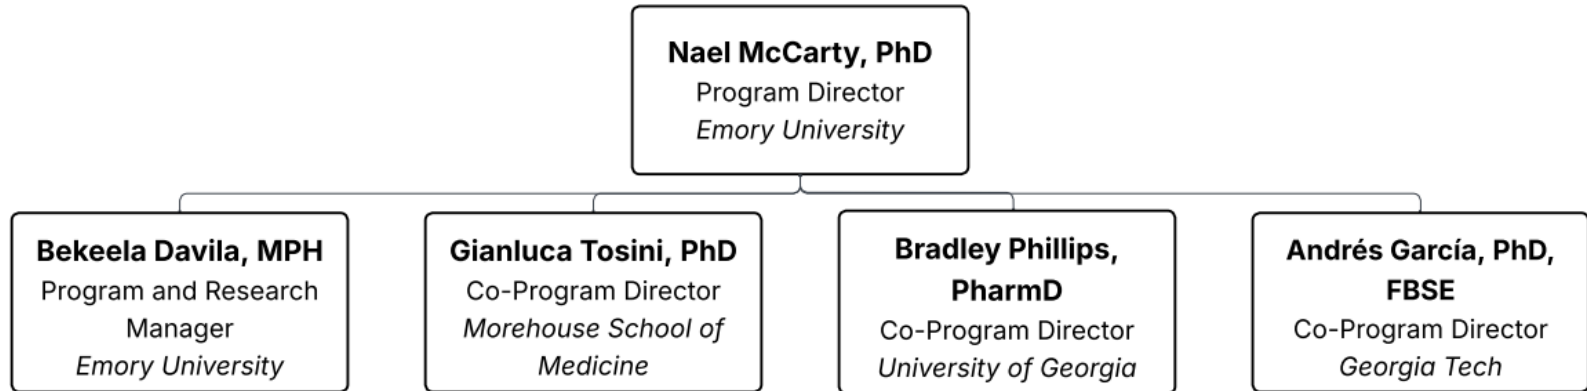 Nael McCarty, PhD
Program Director
Emory University
Bekeela Davila, MPH
Program and Research
Manager
Emory University
Gianluca Tosini, PhD
Co-Program Director
Morehouse School of
Medicine
Bradley Phillips,
PharmD
Co-Program Director
University of Georgia
Andrés García, PhD,
FBSE
Co-Program Director
Georgia Tech